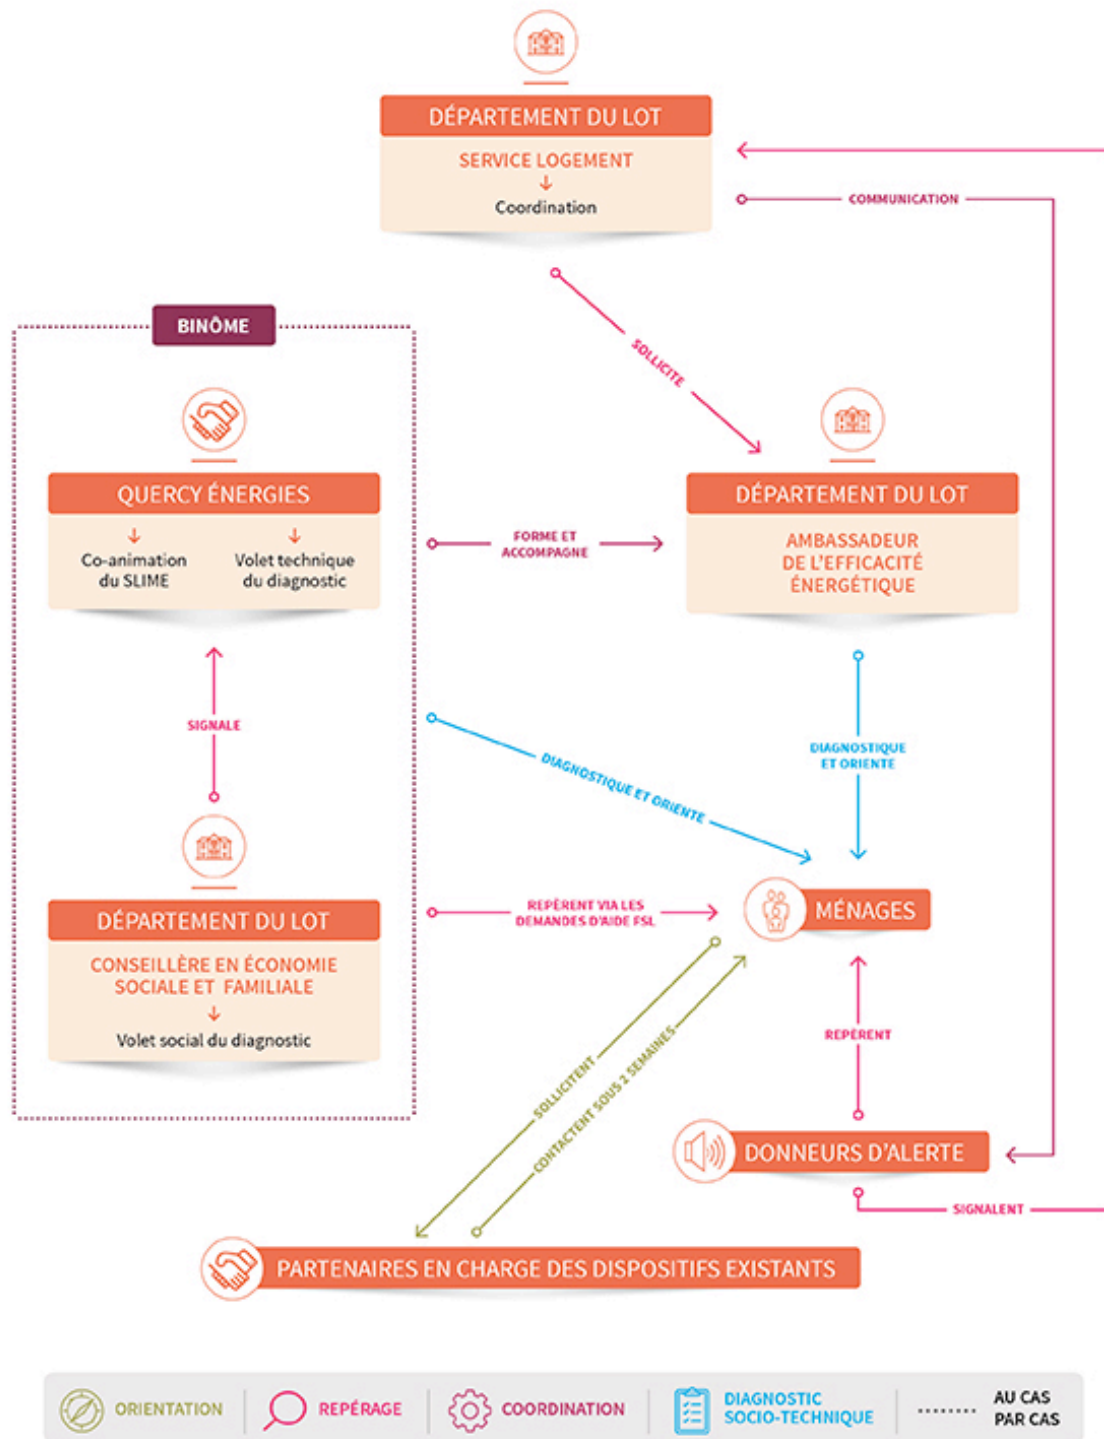 DÉPARTEMENT DU LOT
SERVICE LOGEMENT
Coordination
COMMUNICATION
SOLLICITE
BINÔME
QUERCY ÉNERGIES
Co-animation
du SLIME
Volet technique
du diagnostic
FORME ET
ACCOMPAGNE
DÉPARTEMENT DU LOT
AMBASSADEUR
DE L'EFFICACITÉ
ÉNERGÉTIQUE
SIGNALE
DIAGNOSTIQUE ET ORIENTE
DIAGNOSTIQUE
ET ORIENTE
DÉPARTEMENT DU LOT
CONSEILLÈRE EN ÉCONOMIE
SOCIALE ET FAMILIALE
Volet social du diagnostic
REPÈRENT VIA LES
DEMANDES D'AIDE FSL
MÉNAGES
REPÈRENT
SOLLICITENT
CONTACTENT SOUS 2 SEMAINES
DONNEURS D'ALERTE
SIGNALENT
PARTENAIRES EN CHARGE DES DISPOSITIFS EXISTANTS
ORIENTATION
REPÉRAGE
COORDINATION
DIAGNOSTIC
SOCIO-TECHNIQUE
AU CAS
PAR CAS